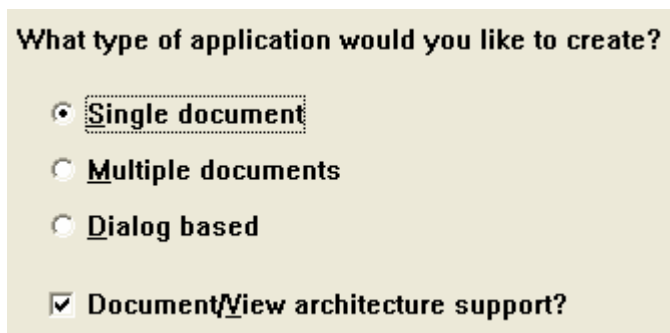 What type of application would you like to create?
Single document
Multiple documents
Dialog based
Document/View architecture support?